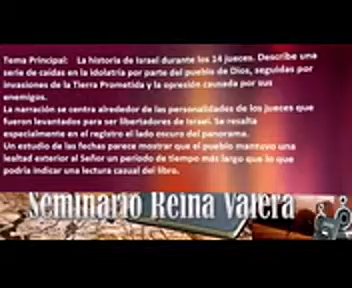 Tema Principal: La historia de Israel durante los 14 jueces. Describe una
serie de caídas en la idolatría por parte del pueblo de Dios, seguidas por
invasiones de la Tierra Prometida y la opresión causada por sus
enemigos.
La narración se centra alrededor de las personalidades de los jueces que
fueron levantados para ser libertadores de Israel. Se resalta
especialmente en el registro el lado oscuro del panorama.
Un estudio de las fechas parece mostrar que el pueblo mantuvo una
lealtad exterior al Señor un período de tiempo más largo que lo que
podría indicar una lectura casual del libro.
Seminario Reina Valera